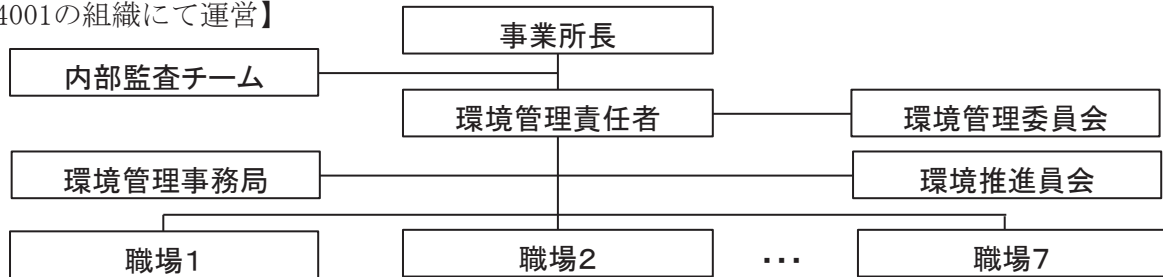 4001の組織にて運営】
事業所長
内部監査チーム
環境管理責任者
環境管理委員会
環境管理事務局
環境推進員会
職場1
職場2
・・・
職場7